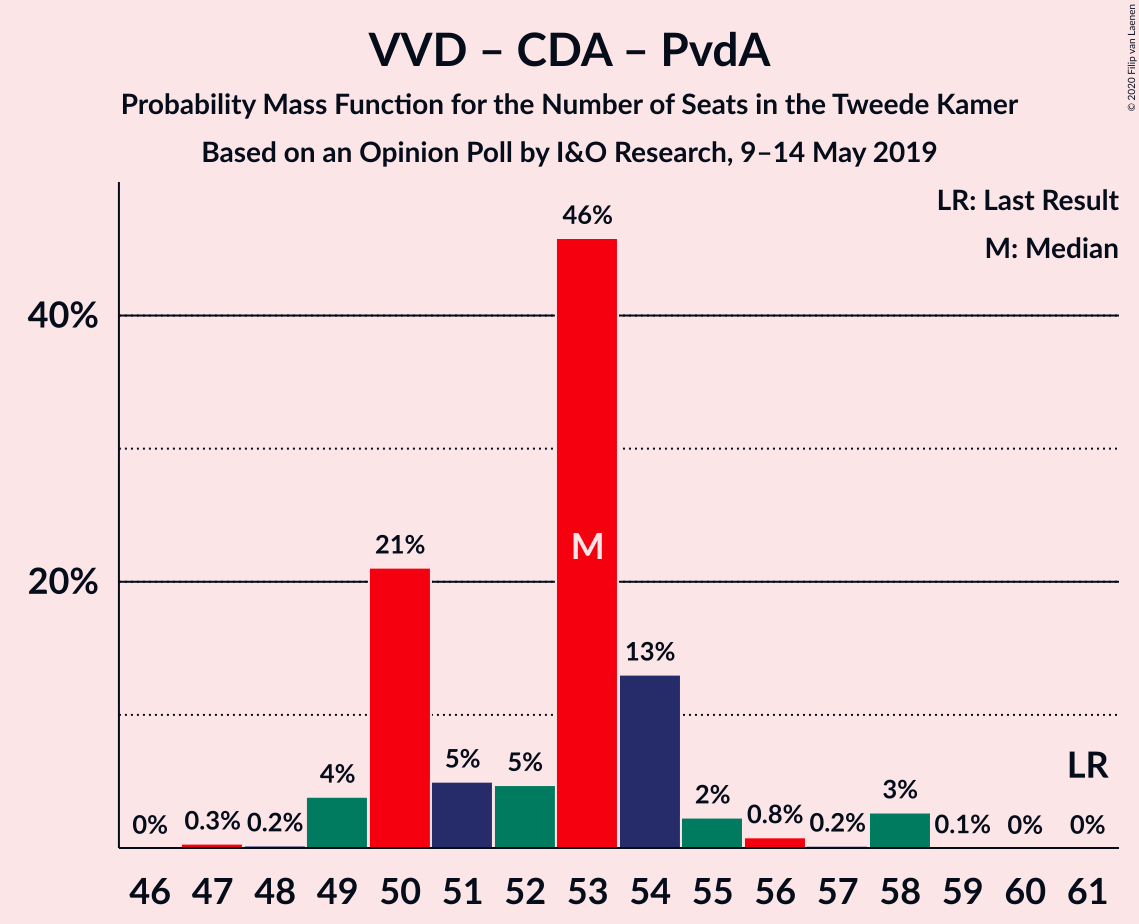 VVD – CDA – PvdA
Probability Mass Function for the Number of Seats in the Tweede Kamer
Based on an Opinion Poll by I&O Research, 9–14 May 2019
© 2020 Filip van Laenen
LR: Last Result
M: Median
46%
40%
M
21%
20%
13%
LR
5%
5%
4%
2%
3%
0%
0.3%
0.2%
0.8%
0.2%
0.1%
0%
0%
46 47 48 49 50 51 52 53 54 55 56 57 58 59 60 61